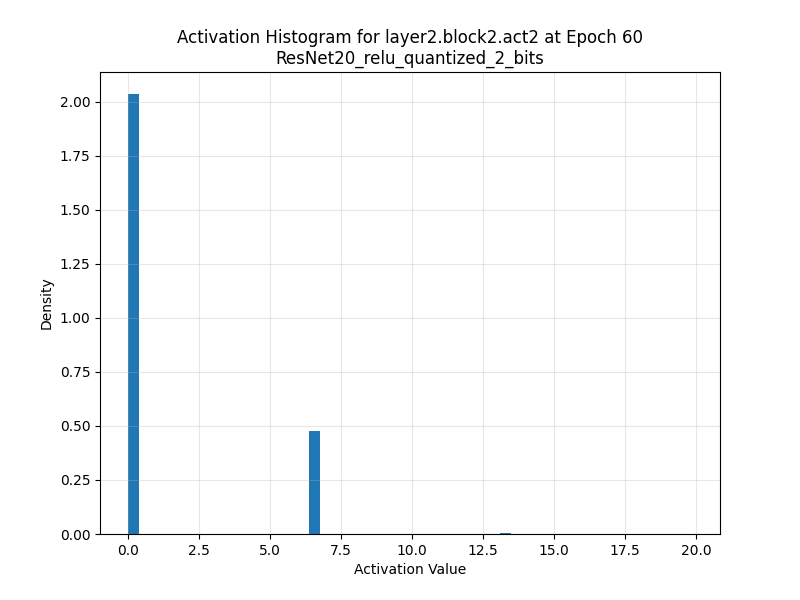 Activation Histogram for layer2.block2.act2 at Epoch 60
ResNet20_relu_quantized_2_bits
2.00
1.75
1.50
1.25
1.00
0.75
0.50
0.25
0.00
Density
0.0 2.5 5.0 7.5 10.0 12.5 15.0 17.5 20.0
Activation Value